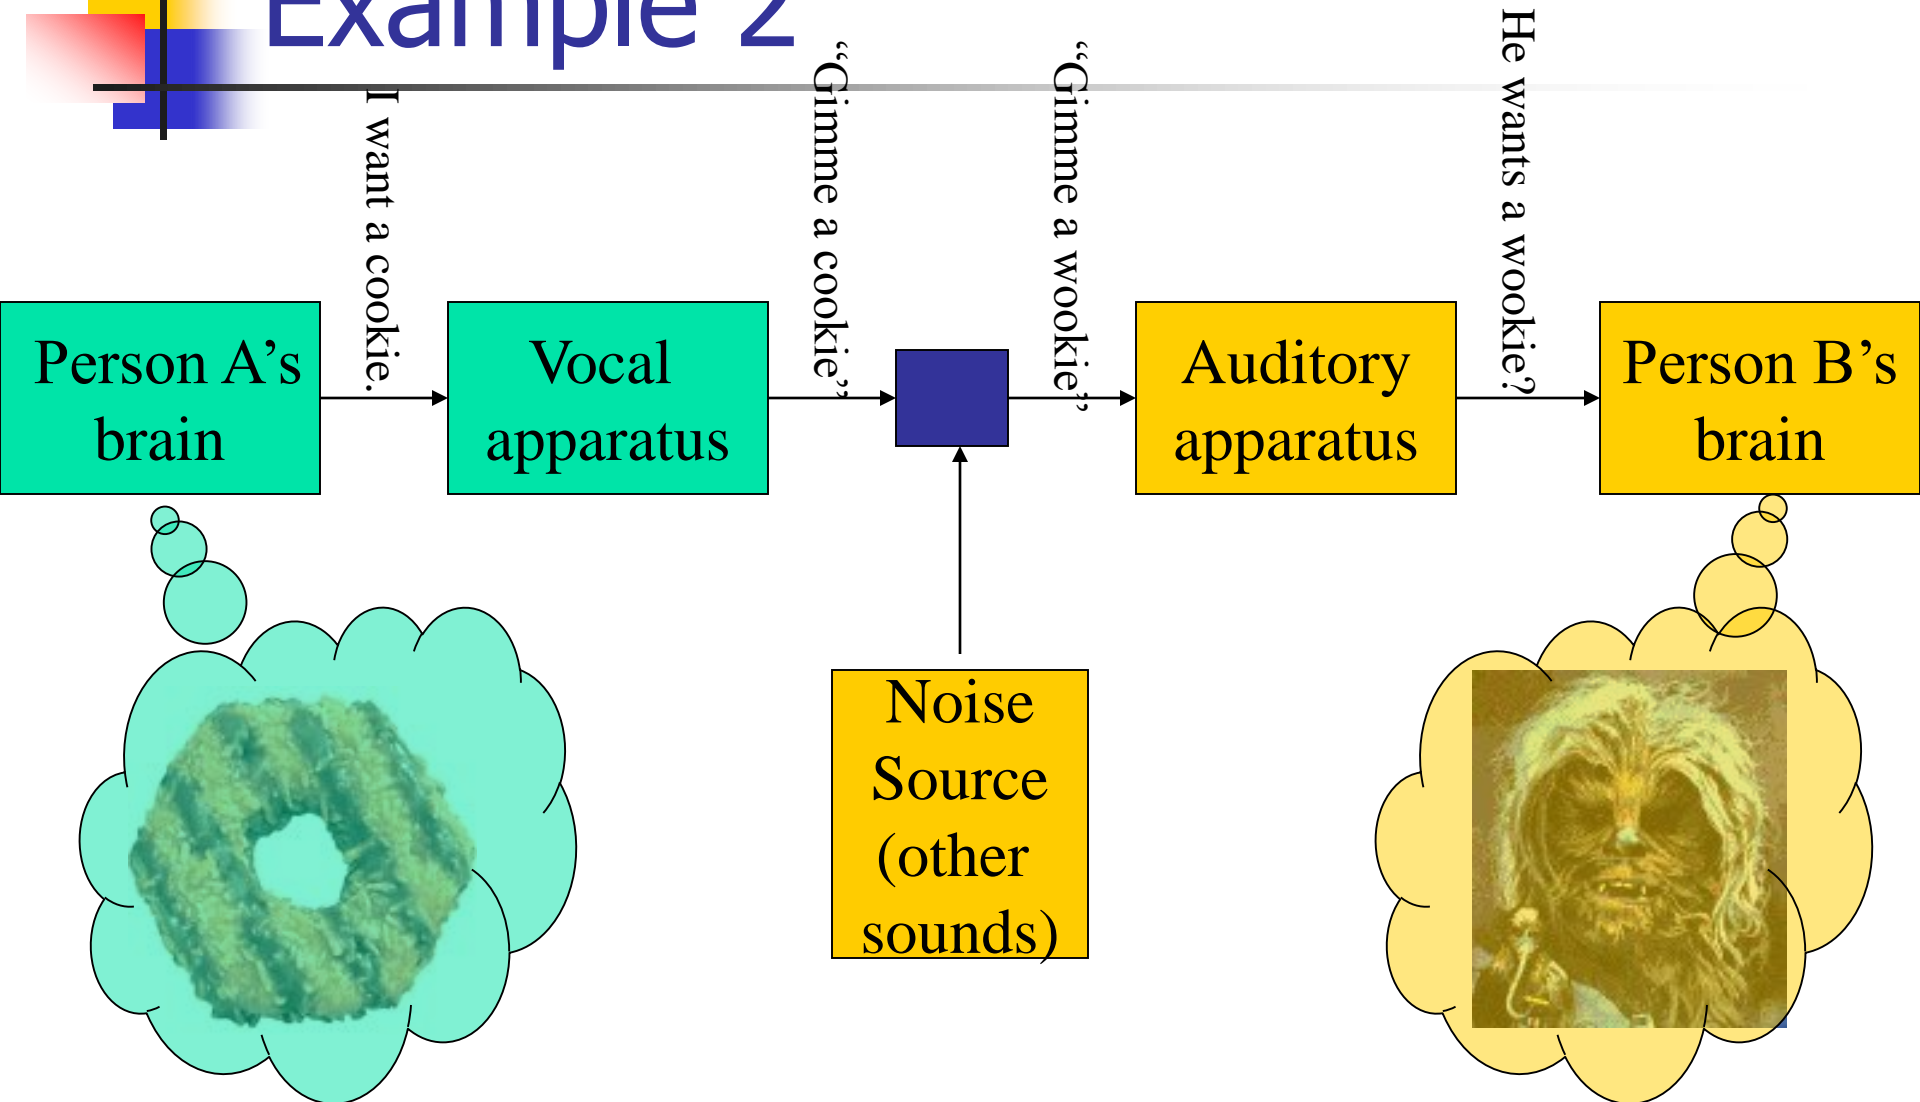 Example 2
I want a cookie.
“Gimme a cookie”
“Gimme a wookie”
He wants a wookie?
Person A’s
brain
Vocal
apparatus
Auditory
apparatus
Person B’s
brain
Noise
Source
(other
sounds)